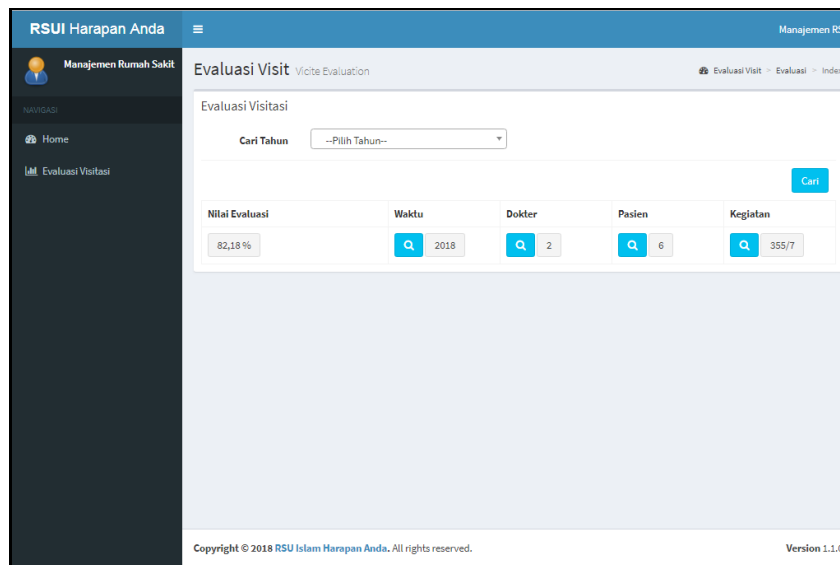 RSUI Harapan Anda
Manajemen RS
Manajemen Rumah Sakit
NAVIGASI
Home
Evaluasi Visitasi
Evaluasi Visit Vicite Evaluation
Evaluasi Visit > Evaluasi > Index
Evaluasi Visitasi
Cari Tahun --Pilih Tahun--
Cari
Nilai Evaluasi Waktu Dokter Pasien Kegiatan
82,18 % 2018 2 6 355/7
Copyright © 2018 RSU Islam Harapan Anda. All rights reserved.
Version 1.1.0